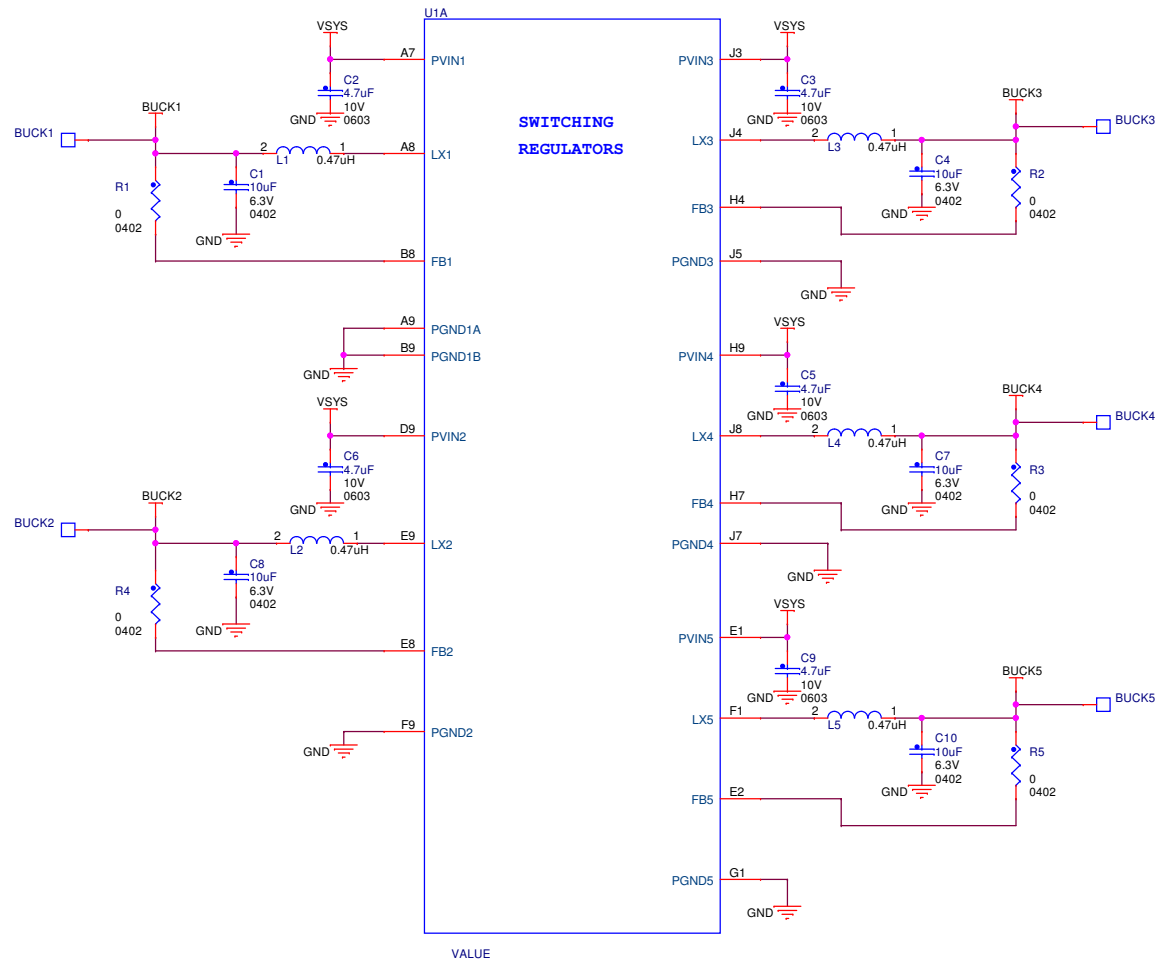 U1A
SWITCHING
REGULATORS
VSYS
A7
PVIN1
C2
4.7uF
10V
0603
GND
BUCK1
BUCK1
2
1
L1
0.47uH
A8
LX1
R1
0
0402
C1
10uF
6.3V
0402
GND
B8
FB1
A9
PGND1A
B9
PGND1B
GND
VSYS
D9
PVIN2
C6
4.7uF
10V
0603
GND
BUCK2
BUCK2
2
1
L2
0.47uH
E9
LX2
R4
0
0402
C8
10uF
6.3V
0402
GND
E8
FB2
F9
PGND2
GND
VSYS
PVIN3
J3
C3
4.7uF
10V
0603
GND
BUCK3
BUCK3
LX3
J4
2
1
L3
0.47uH
C4
10uF
6.3V
0402
GND
R2
0
0402
FB3
H4
PGND3
J5
GND
VSYS
PVIN4
H9
C5
4.7uF
10V
0603
GND
BUCK4
BUCK4
LX4
J8
2
1
L4
0.47uH
C7
10uF
6.3V
0402
GND
R3
0
0402
FB4
H7
PGND4
J7
GND
VSYS
PVIN5
E1
C9
4.7uF
10V
0603
GND
BUCK5
BUCK5
LX5
F1
2
1
L5
0.47uH
C10
10uF
6.3V
0402
GND
R5
0
0402
FB5
E2
PGND5
G1
GND
VALUE